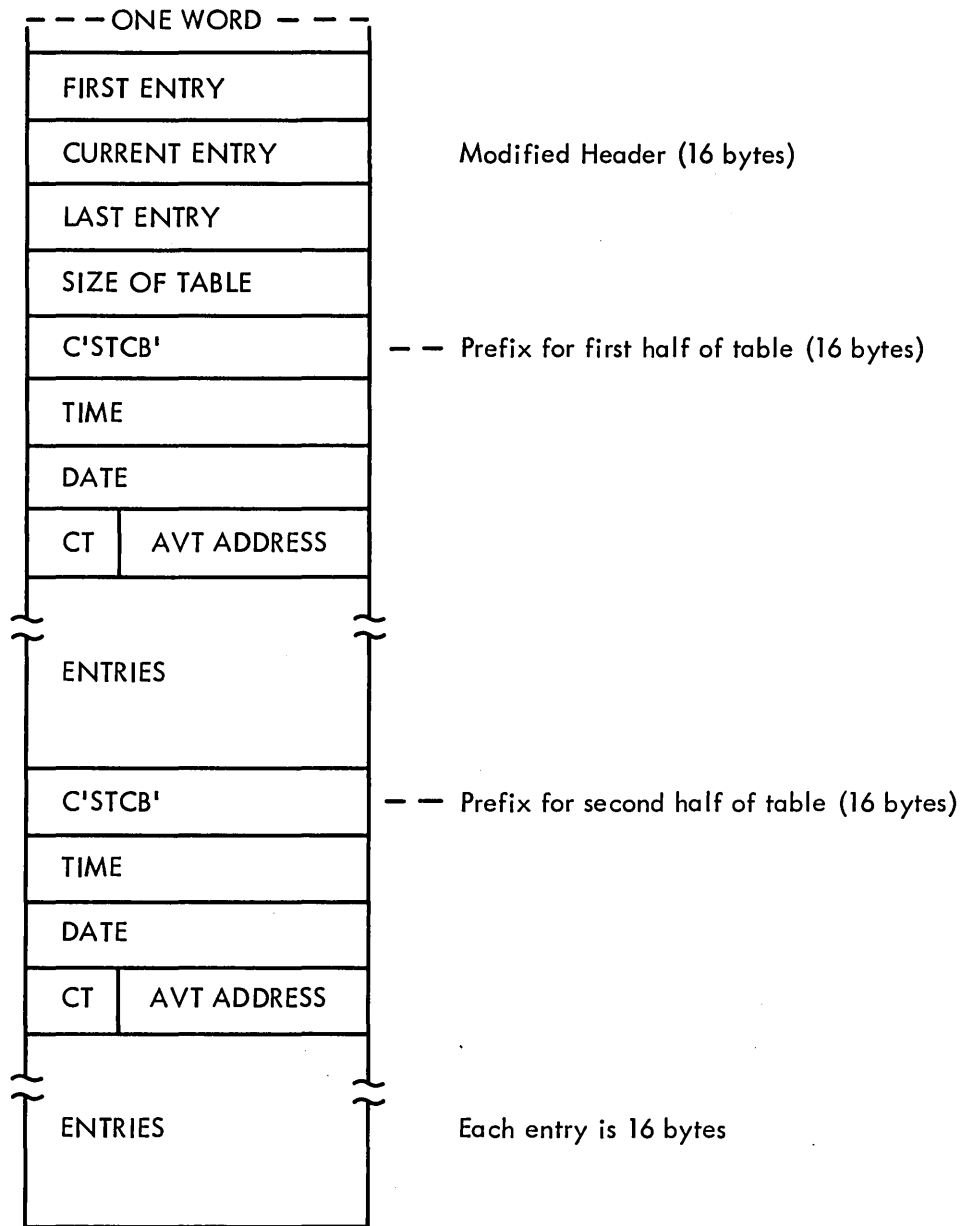 - - - ONE WORD - - - -
FIRST ENTRY
CURRENT ENTRY Modified Header (16 bytes)
LAST ENTRY
SIZE OF TABLE
C'STCB' - - Prefix for first half of table (16 bytes)
TIME
DATE
CT AVT ADDRESS
ENTRIES
C'STCB' - - Prefix for second half of table (16 bytes)
TIME
DATE
CT AVT ADDRESS
ENTRIES Each entry is 16 bytes